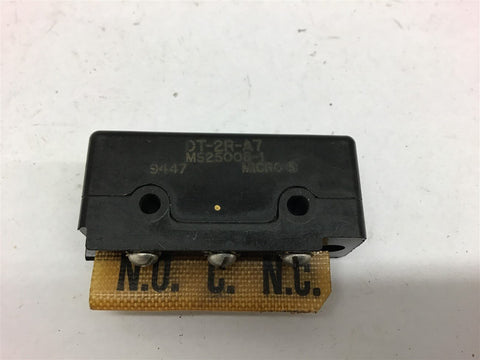 DT-2R-A7
MS25008-1
9447 MICRO S
N.O. C. N.C.